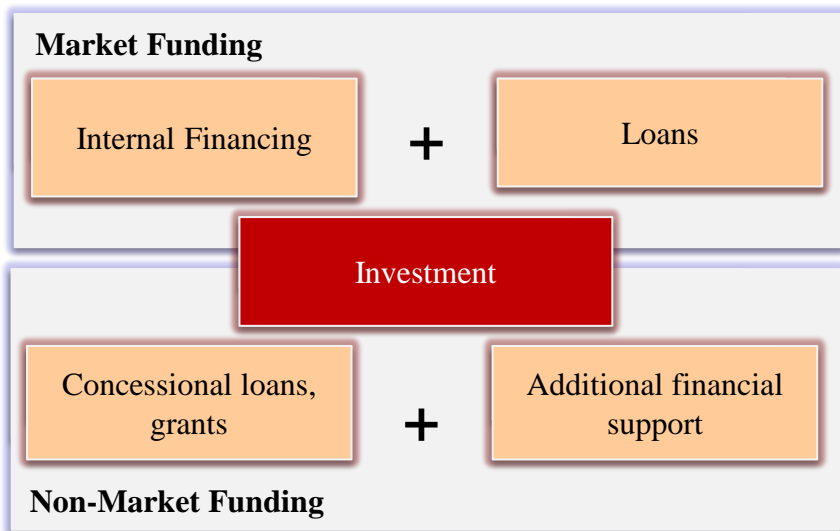 Market Funding
Internal Financing
+
Loans
Investment
Concessional loans,
grants
+
Additional financial
support
Non-Market Funding